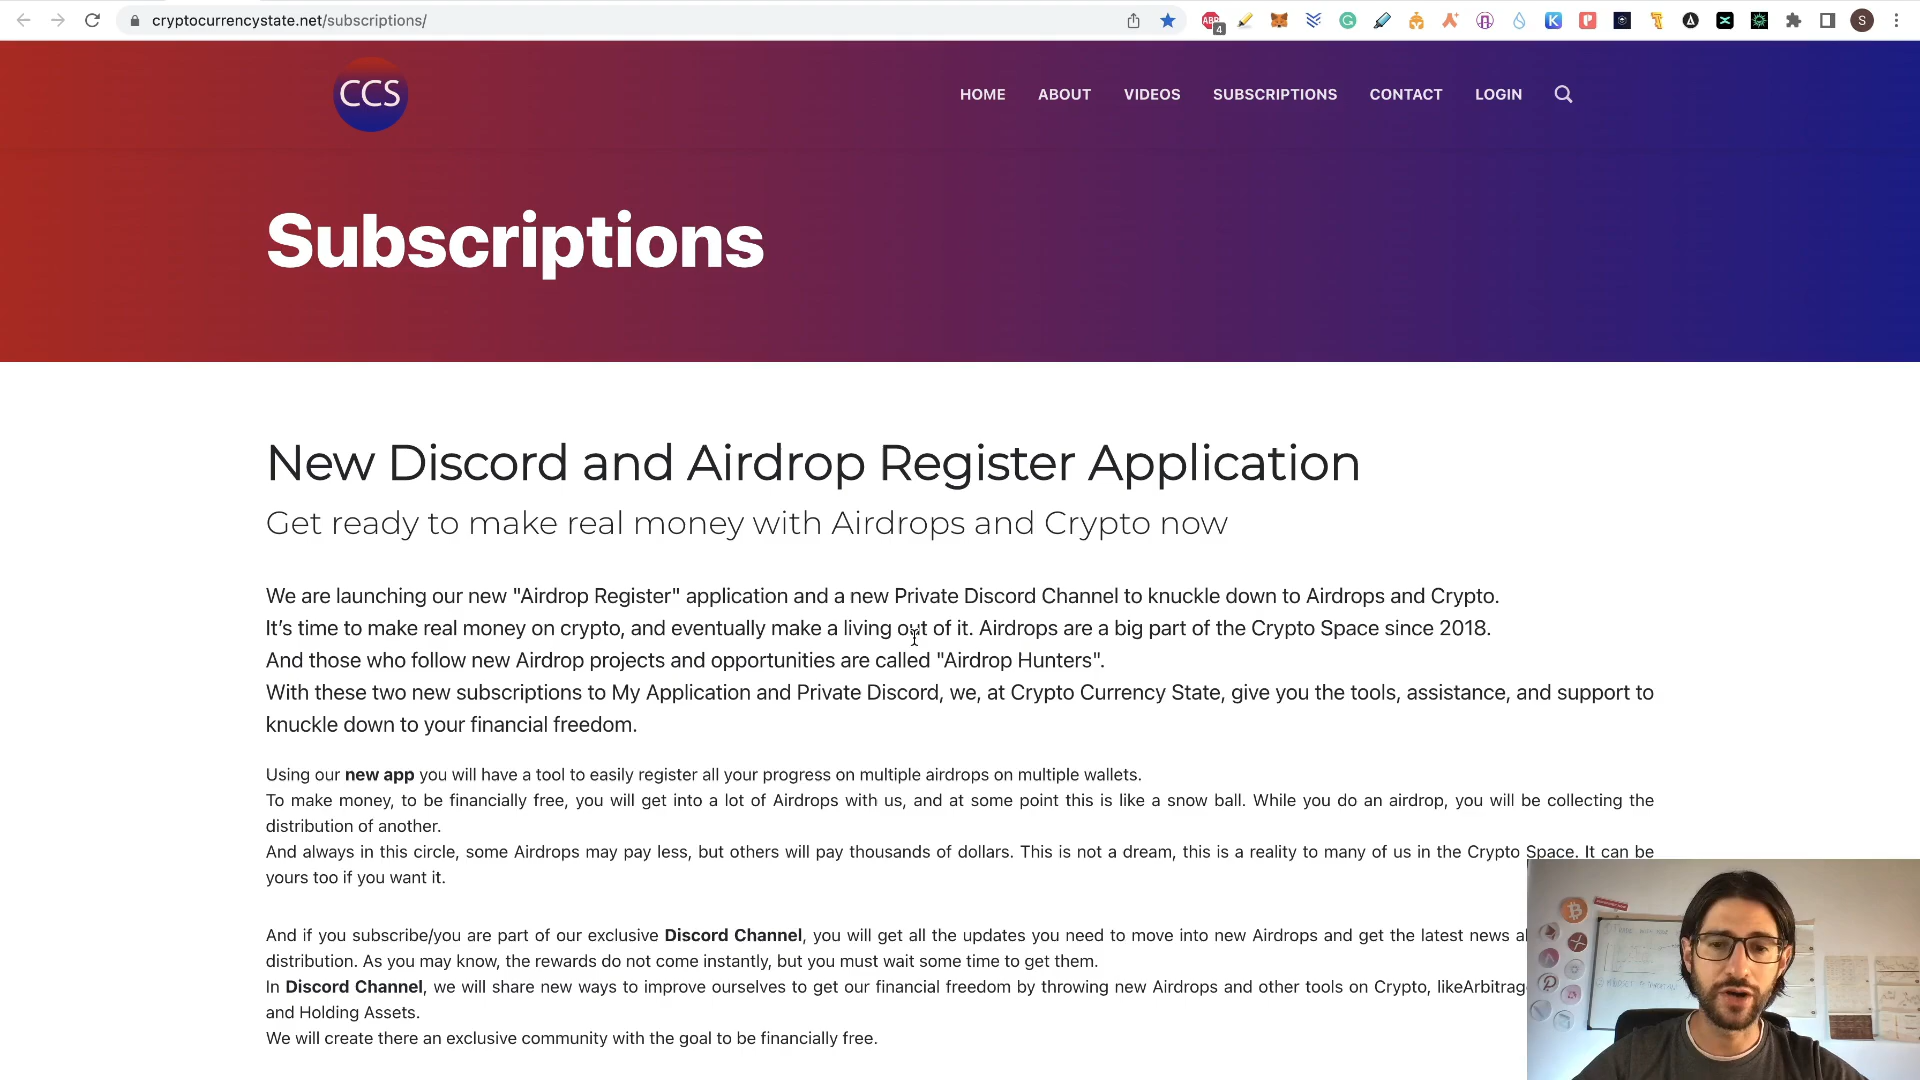 cryptocurrencystate.net/subscriptions/
4
S
CCS
HOME ABOUT VIDEOS SUBSCRIPTIONS CONTACT LOGIN
Subscriptions
New Discord and Airdrop Register Application
Get ready to make real money with Airdrops and Crypto now
We are launching our new "Airdrop Register" application and a new Private Discord Channel to knuckle down to Airdrops and Crypto.
It's time to make real money on crypto, and eventually make a living out of it. Airdrops are a big part of the Crypto Space since 2018.
And those who follow new Airdrop projects and opportunities are called "Airdrop Hunters".
With these two new subscriptions to My Application and Private Discord, we, at Crypto Currency State, give you the tools, assistance, and support to
knuckle down to your financial freedom.
Using our new app you will have a tool to easily register all your progress on multiple airdrops on multiple wallets.
To make money, to be financially free, you will get into a lot of Airdrops with us, and at some point this is like a snow ball. While you do an airdrop, you will be collecting the
distribution of another.
And always in this circle, some Airdrops may pay less, but others will pay thousands of dollars. This is not a dream, this is a reality to many of us in the Crypto Space. It can be
yours too if you want it.
And if you subscribe/you are part of our exclusive Discord Channel, you will get all the updates you need to move into new Airdrops and get the latest news
distribution. As you may know, the rewards do not come instantly, but you must wait some time to get them.
In Discord Channel, we will share new ways to improve ourselves to get our financial freedom by throwing new Airdrops and other tools on Crypto, likeArbitrag
and Holding Assets.
We will create there an exclusive community with the goal to be financially free.